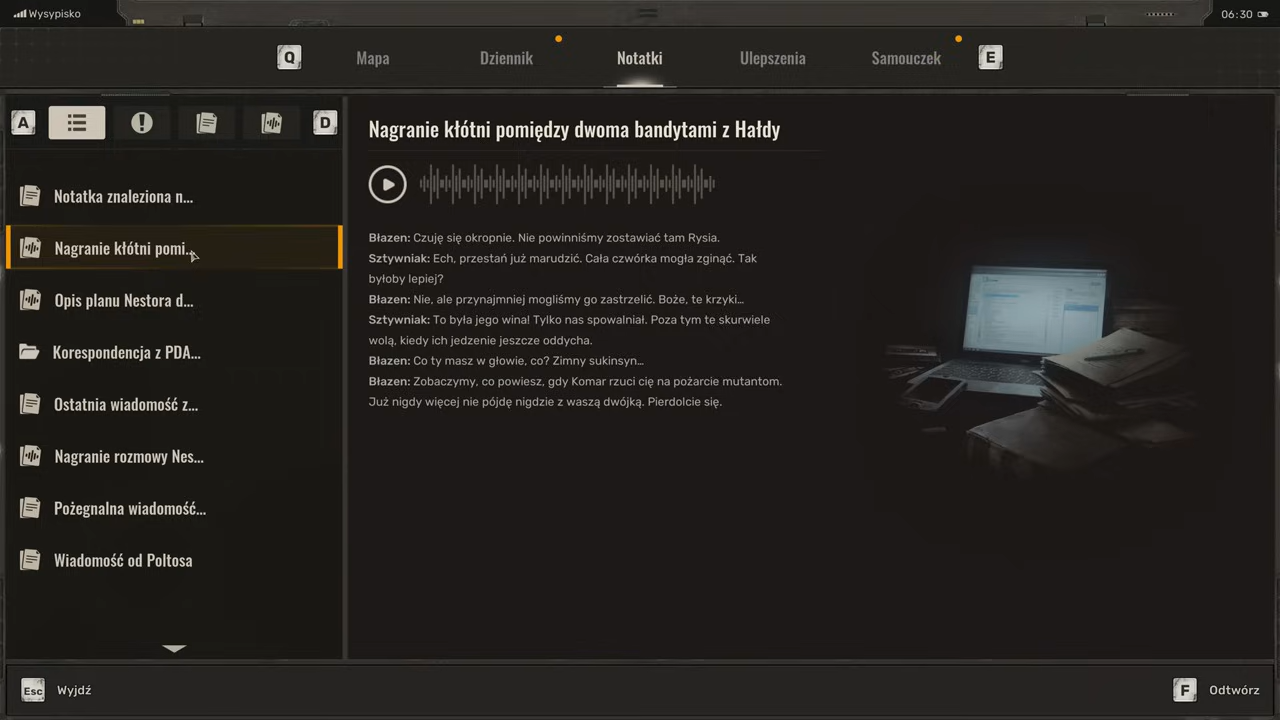 Wysypisko
06:30
Q Mapa Dziennik Notatki Ulepszenia Samouczek E
A D
Notatka znaleziona n...
Nagranie kłótni pomi...
Opis planu Nestora d...
Korespondencja z PDA...
Ostatnia wiadomość z...
Nagranie rozmowy Nes...
Pożegnalna wiadomość...
Wiadomość od Poltosa
Nagranie kłótni pomiędzy dwoma bandytami z Hałdy
Błazen: Czuję się okropnie. Nie powinniśmy zostawiać tam Rysia.
Sztywniak: Ech, przestań już marudzić. Cała czwórka mogła zginąć. Tak
byłoby lepiej?
Błazen: Nie, ale przynajmniej mogliśmy go zastrzelić. Boże, te krzyki...
Sztywniak: To była jego wina! Tylko nas spowalniał. Poza tym te skurwiele
wolą, kiedy ich jedzenie jeszcze oddycha.
Błazen: Co ty masz w głowie, co? Zimny sukinsyn...
Błazen: Zobaczymy, co powiesz, gdy Komar rzuci cię na pożarcie mutantom.
Już nigdy więcej nie pójdę nigdzie z waszą dwójką. Pierdolcie się.
Esc Wyjdź
F Odtwórz